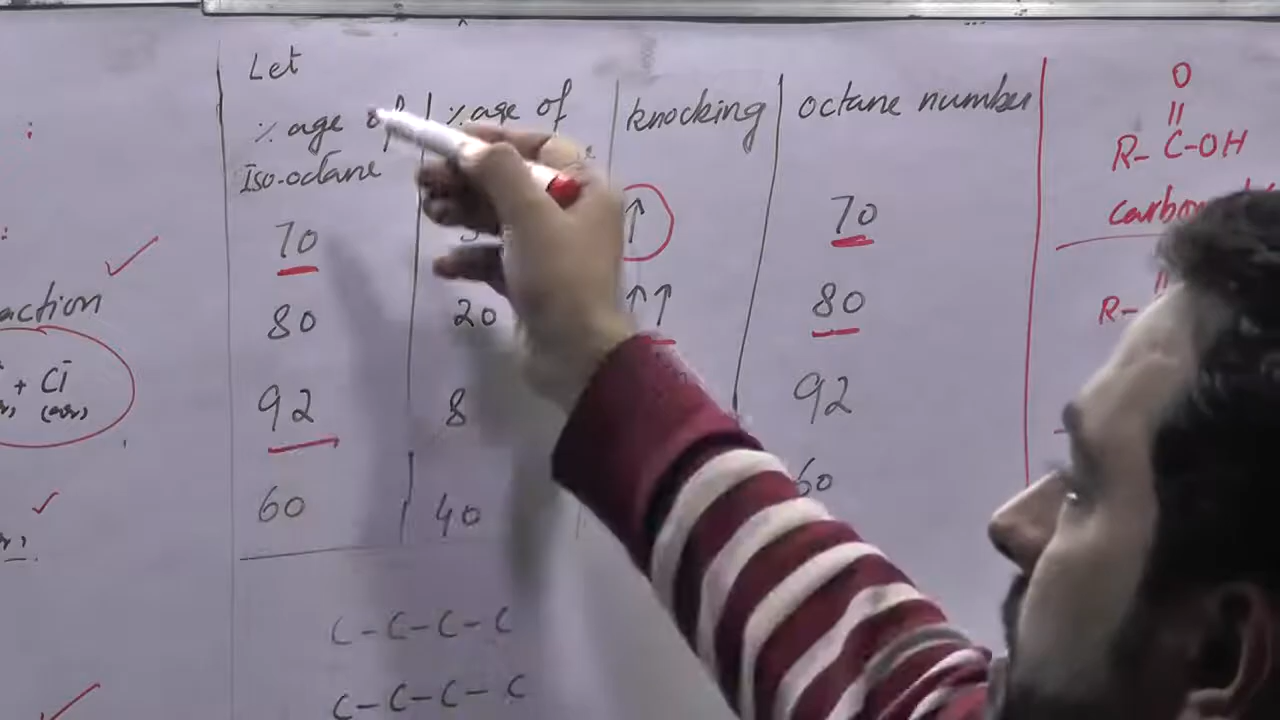 Let
% age of | % age of | knocking | octane number
Iso-octane
70 ↑ 70
80 20 ↑↑ 80
92 8 92
60 40 60
C-C-C-C
C-C-C-C
O
||
R-C-OH
R-
action
+ Cl⁻